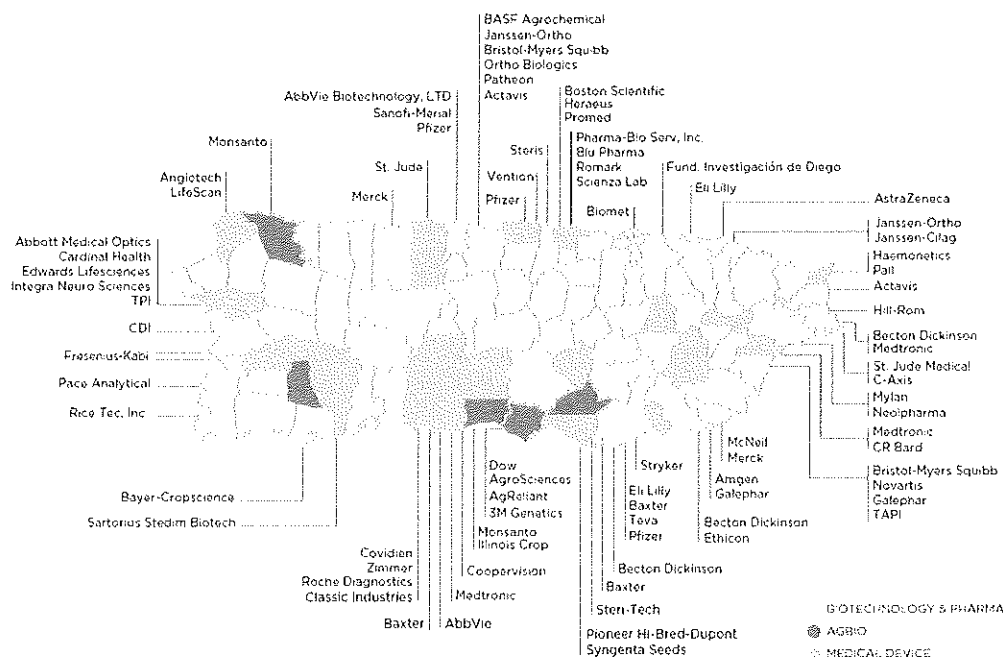 BASF Agrochemical
Janssen-Ortho
Bristol-Myers Squibb
Ortho Biologics
Patheon
Actavis
AbbVie Biotechnology, LTD
Sanofi-Merial
Pfizer
Boston Scientific
Heraeus
Promed
Monsanto
St. Jude
Steris
Pharma-Bio Serv, Inc.
Blu Pharma
Romark
Scienza Lab
Fund. Investigación de Diego
Angiotech
LifeScan
Merck
Vention
Pfizer
Biomet
Eli Lilly
AstraZeneca
Abbott Medical Optics
Cardinal Health
Edwards Lifesciences
Integra Neuro Sciences
TPI
CDI
Fresenius-Kabi
Pace Analytical
Rice Tec, Inc
Janssen-Ortho
Janssen-Cilag
Haemonetics
Pall
Actavis
Hill-Rom
Becton Dickinson
Medtronic
St. Jude Medical
C-Axis
Mylan
Neolpharma
Medtronic
CR Bard
Bristol-Myers Squibb
Novartis
Galephar
TAPI
Bayer-Cropscience
Sartorius Stedim Biotech
Dow
AgroSciences
AgReliant
3M Genetics
Monsanto
Illinois Crop
Stryker
McNeil
Merck
Eli Lilly
Baxter
Teva
Pfizer
Amgen
Galephar
Becton Dickinson
Ethicon
Covidien
Zimmer
Roche Diagnostics
Classic Industries
Coopervision
Medtronic
Baxter
AbbVie
Becton Dickinson
Baxter
Steri-Tech
Pioneer Hi-Bred-Dupont
Syngenta Seeds
BIOTECHNOLOGY & PHARMA
AGBIO
MEDICAL DEVICE